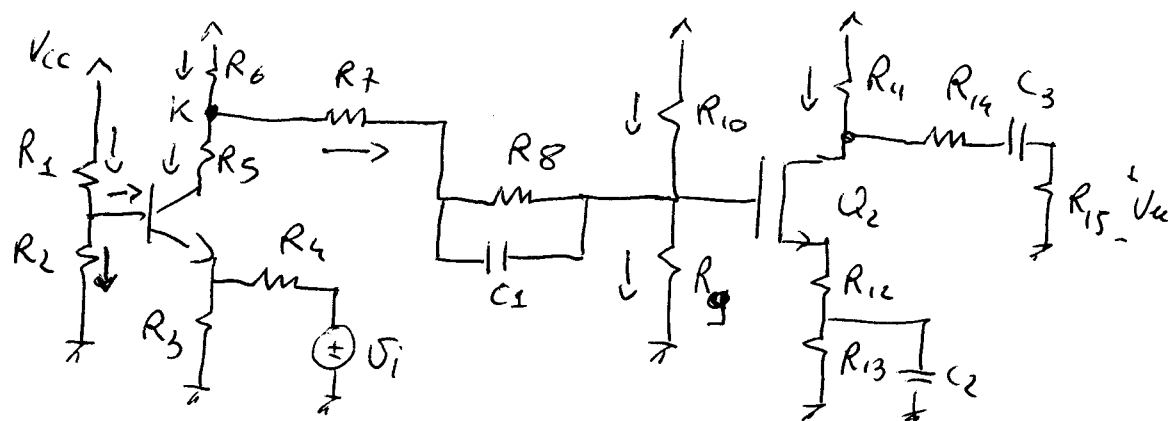 Vcc
R1
R2
R3
R4
Vi
K
R6
R5
R7
R8
C1
R10
R9
Q2
R11
R14
C3
R15
+
Vu
-
R12
R13
C2
±